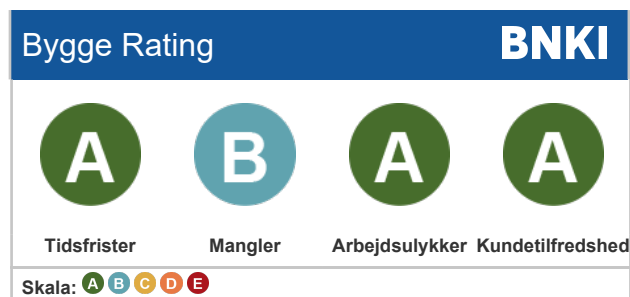 Bygge Rating BNKI
A B A A
Tidsfrister Mangler Arbejdsulykker Kundetilfredshed
Skala: A B C D E